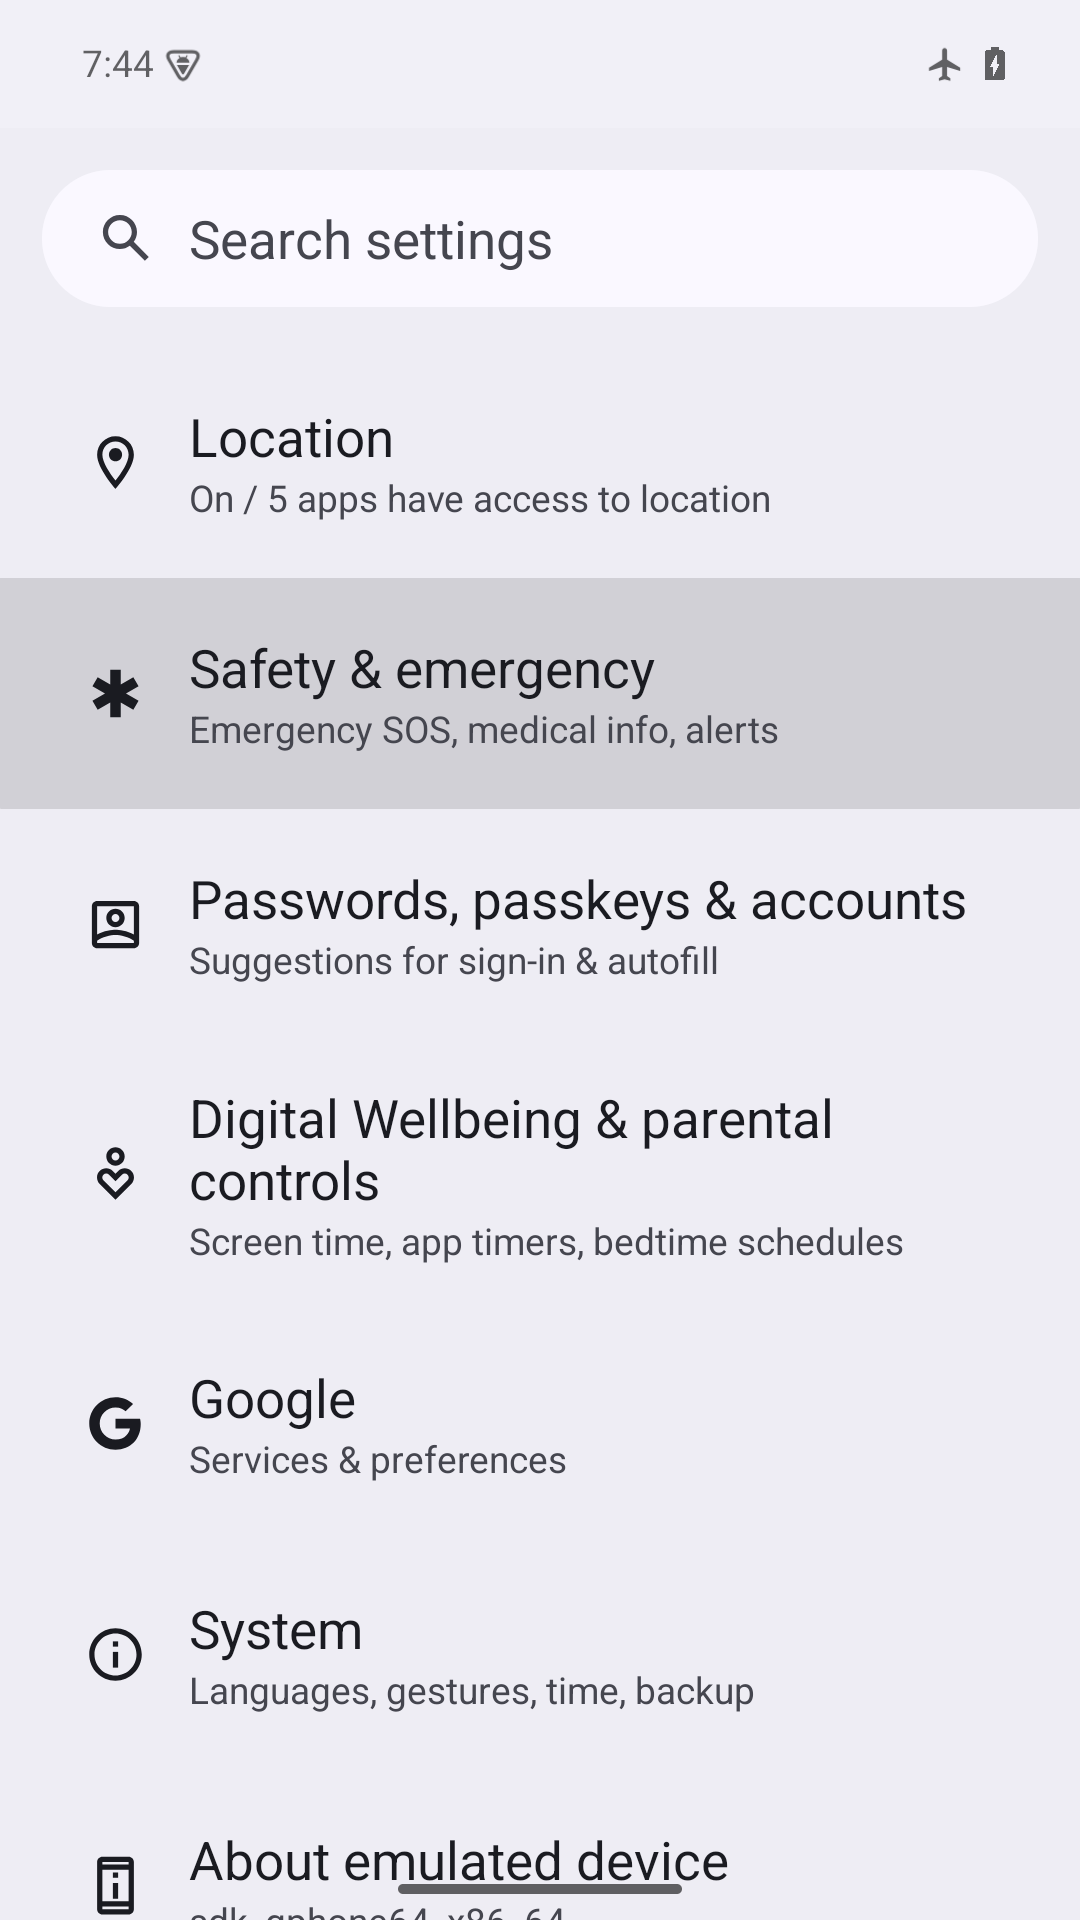 7:44
Search settings
Location
On / 5 apps have access to location
Safety & emergency
Emergency SOS, medical info, alerts
Passwords, passkeys & accounts
Suggestions for sign-in & autofill
Digital Wellbeing & parental
controls
Screen time, app timers, bedtime schedules
Google
Services & preferences
System
Languages, gestures, time, backup
About emulated device
sdk_gphone64_x86_64